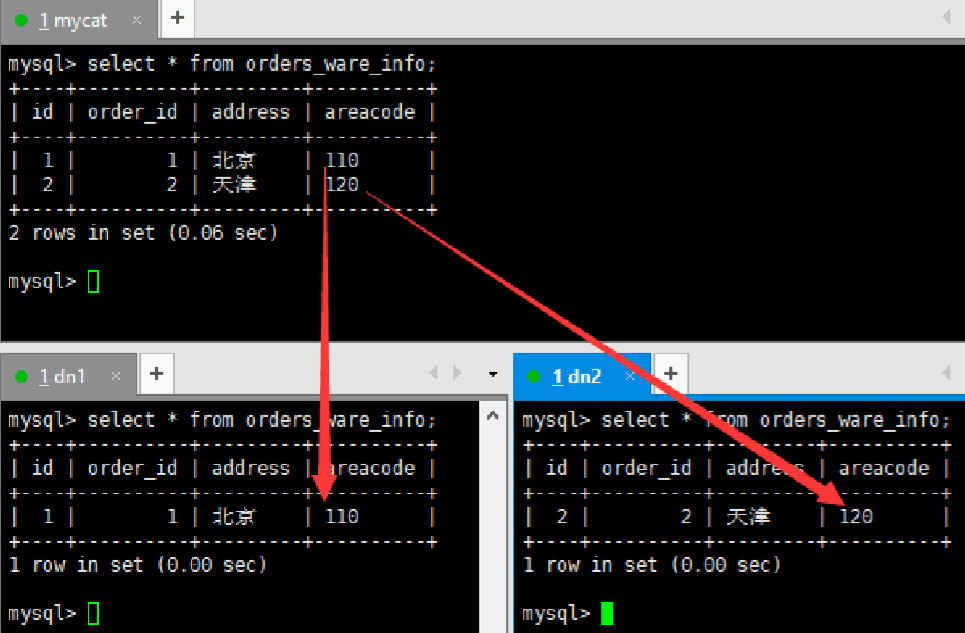 1 mycat × +
mysql> select * from orders_ware_info;
+----+----------+---------+----------+
| id | order_id | address | areacode |
+----+----------+---------+----------+
|  1 |        1 | 北京    | 110      |
|  2 |        2 | 天津    | 120      |
+----+----------+---------+----------+
2 rows in set (0.06 sec)
mysql>
1 dn1 × +
mysql> select * from orders_ware_info;
+----+----------+---------+----------+
| id | order_id | address | areacode |
+----+----------+---------+----------+
|  1 |        1 | 北京    | 110      |
+----+----------+---------+----------+
1 row in set (0.00 sec)
mysql>
1 dn2 × +
mysql> select * from orders_ware_info;
+----+----------+---------+----------+
| id | order_id | address | areacode |
+----+----------+---------+----------+
|  2 |        2 | 天津    | 120      |
+----+----------+---------+----------+
1 row in set (0.00 sec)
mysql>